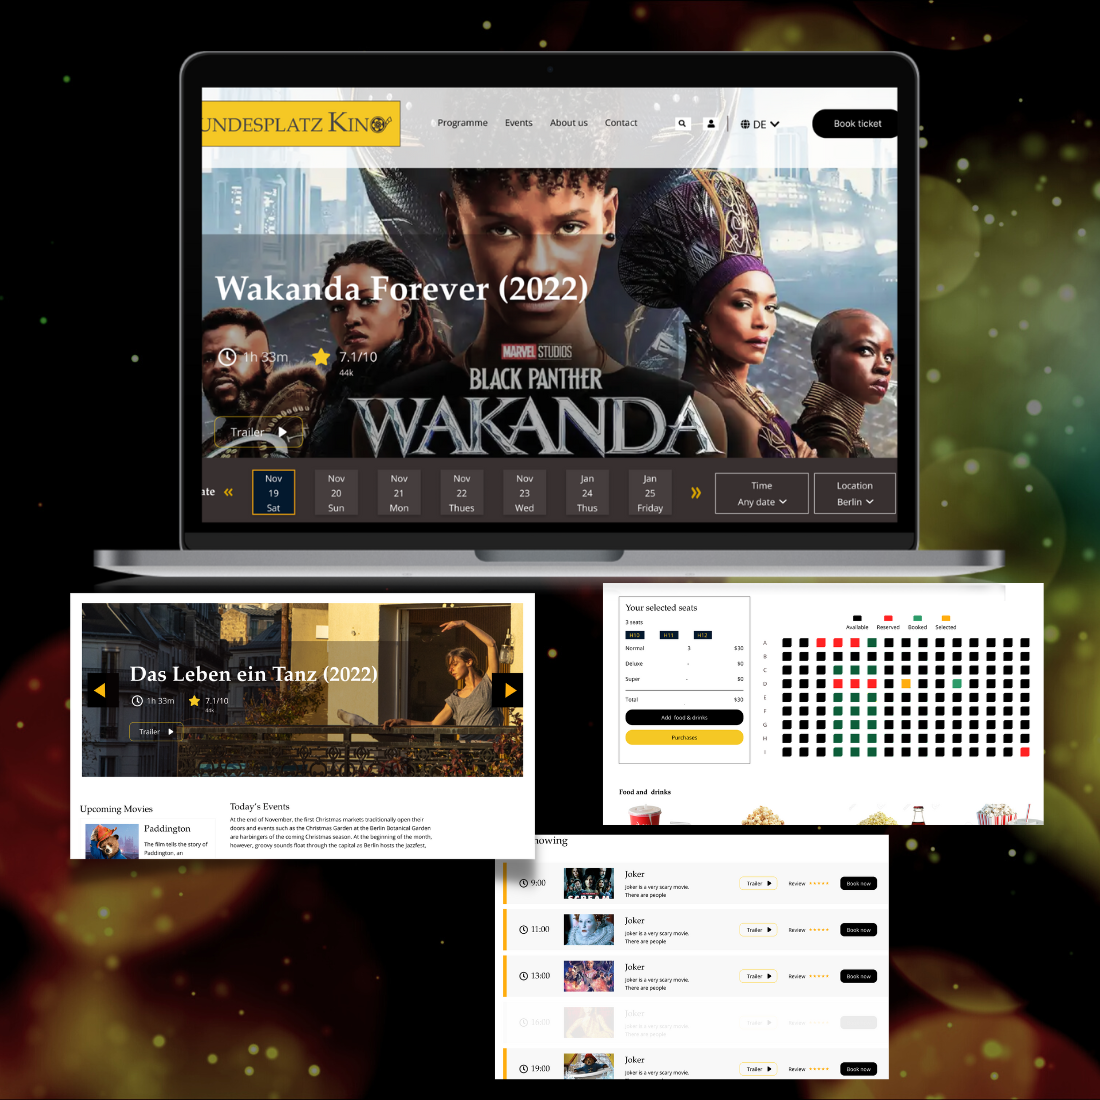 UNDESPLATZ KINO
Programme Events About us Contact DE Book ticket
Wakanda Forever (2022)
1h 33m 7.1/10
44k
MARVEL STUDIOS
BLACK PANTHER
WAKANDA
Trailer
ate « Nov 19 Sat Nov 20 Sun Nov 21 Mon Nov 22 Thues Nov 23 Wed Jan 24 Thus Jan 25 Friday »
Time Any date
Location Berlin
Das Leben ein Tanz (2022)
1h 33m 7.1/10
44k
Trailer
Upcoming Movies
Paddington
The film tells the story of
Paddington, an
Today's Events
At the end of November, the first Christmas markets traditionally open their
doors and events such as the Christmas Garden at the Berlin Botanical Garden
are harbingers of the coming Christmas season. At the beginning of the month,
however, groovy sounds float through the capital as Berlin hosts the Jazzfest,
Your selected seats
3 seats
H10 H11 H12
Normal 3 $30
Deluxe - $0
Super - $0
Total $30
Add food & drinks
Purchases
Available Reserved Booked Selected
A
B
C
D
E
F
G
H
I
Food and drinks
howing
9:00 Joker
Joker is a very scary movie.
There are people
Trailer Review Book now
SCREAM
11:00 Joker
Joker is a very scary movie.
There are people
Trailer Review Book now
13:00 Joker
Joker is a very scary movie.
There are people
Trailer Review Book now
16:00 Joker
Joker is a very scary movie.
There are people
Trailer Review
19:00 Joker
Joker is a very scary movie.
There are people
Trailer Review Book now